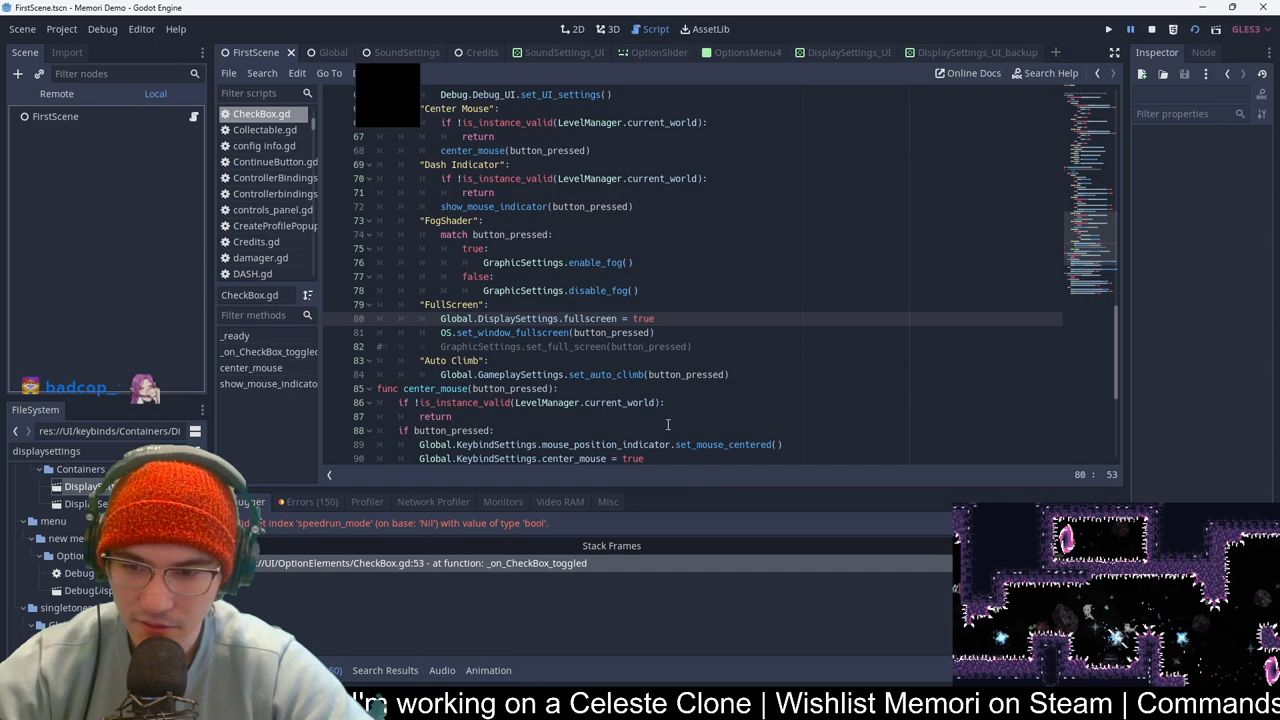 FirstScene.tscn - Memori Demo - Godot Engine
Scene Project Debug Editor Help
2D 3D Script AssetLib
GLES3
Scene Import
FirstScene Global SoundSettings Credits SoundSettings_UI OptionSlider OptionsMenu4 DisplaySettings_UI DisplaySettings_UI_backup
Inspector Node
Filter nodes
File Search Edit Go To
Online Docs Search Help
Remote Local
Filter scripts
Filter properties
FirstScene
CheckBox.gd
Collectable.gd
config info.gd
ContinueButton.gd
ControllerBindings
Controllerbindings
controls_panel.gd
CreateProfilePopup
Credits.gd
damager.gd
DASH.gd
CheckBox.gd
Filter methods
_ready
_on_CheckBox_toggled
center_mouse
show_mouse_indicato
Debug.Debug_UI.set_UI_settings()
"Center Mouse":
if !is_instance_valid(LevelManager.current_world):
67 return
68 center_mouse(button_pressed)
69 "Dash Indicator":
70 if !is_instance_valid(LevelManager.current_world):
71 return
72 show_mouse_indicator(button_pressed)
73 "FogShader":
74 match button_pressed:
75 true:
76 GraphicSettings.enable_fog()
77 false:
78 GraphicSettings.disable_fog()
79 "FullScreen":
80 Global.DisplaySettings.fullscreen = true
81 OS.set_window_fullscreen(button_pressed)
82 # GraphicSettings.set_full_screen(button_pressed)
83 "Auto Climb":
84 Global.GameplaySettings.set_auto_climb(button_pressed)
85 func center_mouse(button_pressed):
86 if !is_instance_valid(LevelManager.current_world):
87 return
88 if button_pressed:
89 Global.KeybindSettings.mouse_position_indicator.set_mouse_centered()
90 Global.KeybindSettings.center_mouse = true
80 : 53
badcop_
FileSystem
res://UI/keybinds/Containers/Di
displaysettings
Containers
DisplaySe
Display
menu
new me
Option
Debug
DebugDisp
singletons
Errors (150) Profiler Network Profiler Monitors Video RAM Misc
index 'speedrun_mode' (on base: 'Nil') with value of type 'bool'.
Stack Frames
//UI/OptionElements/CheckBox.gd:53 - at function: _on_CheckBox_toggled
Search Results Audio Animation
I'm working on a Celeste Clone | Wishlist Memori on Steam | Commands